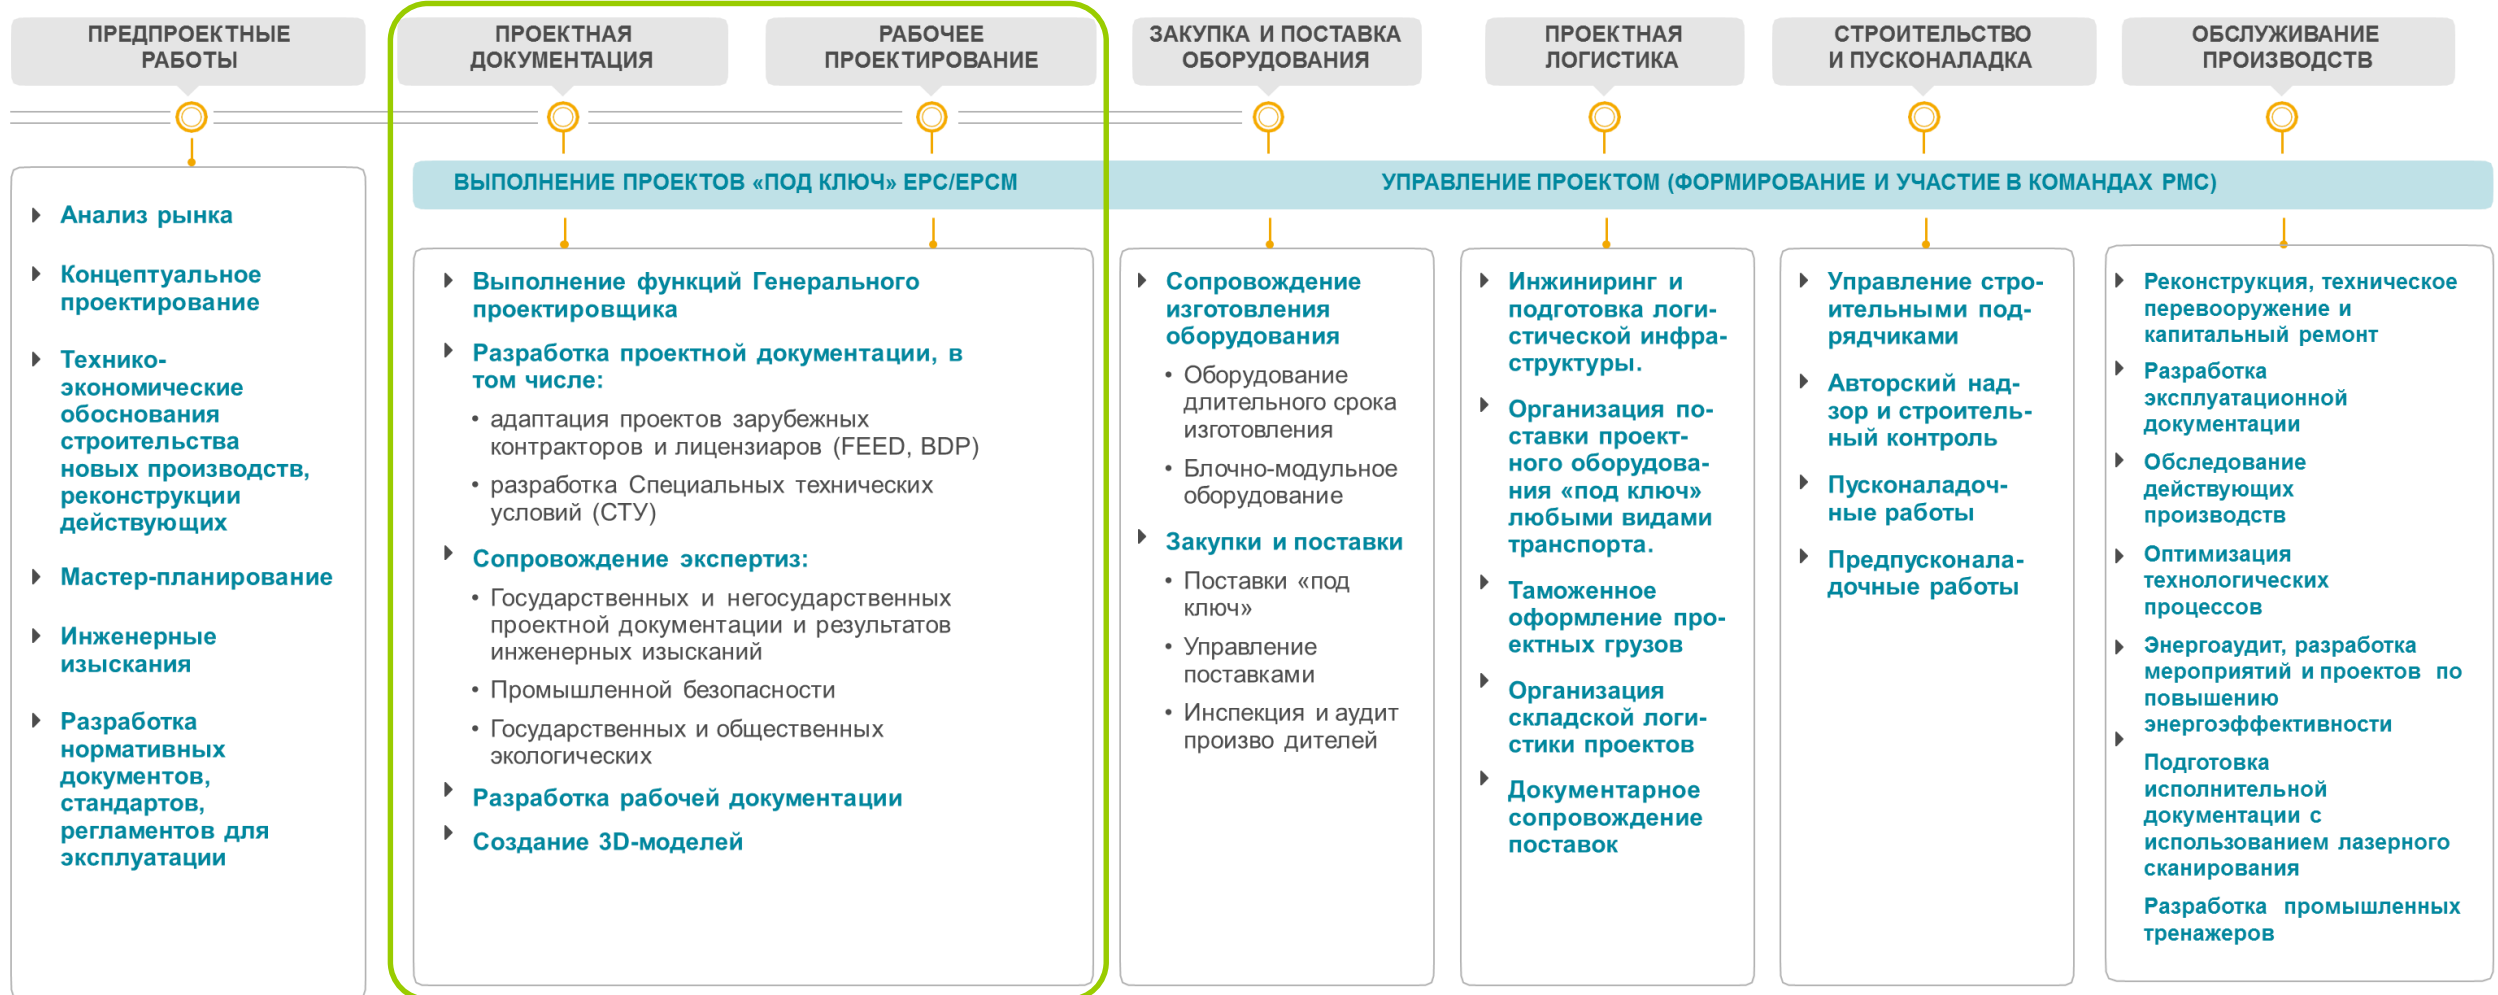 ПРЕДПРОЕКТНЫЕ
РАБОТЫ
ПРОЕКТНАЯ
ДОКУМЕНТАЦИЯ
РАБОЧЕЕ
ПРОЕКТИРОВАНИЕ
ЗАКУПКА И ПОСТАВКА
ОБОРУДОВАНИЯ
ПРОЕКТНАЯ
ЛОГИСТИКА
СТРОИТЕЛЬСТВО
И ПУСКОНАЛАДКА
ОБСЛУЖИВАНИЕ
ПРОИЗВОДСТВ
ВЫПОЛНЕНИЕ ПРОЕКТОВ «ПОД КЛЮЧ» EPC/EPCM
УПРАВЛЕНИЕ ПРОЕКТОМ (ФОРМИРОВАНИЕ И УЧАСТИЕ В КОМАНДАХ PMC)
Анализ рынка
Концептуальное
проектирование
Технико-
экономические
обоснования
строительства
новых производств,
реконструкции
действующих
Мастер-планирование
Инженерные
изыскания
Разработка
нормативных
документов,
стандартов,
регламентов для
эксплуатации
Выполнение функций Генерального
проектировщика
Разработка проектной документации, в
том числе:
• адаптация проектов зарубежных
контракторов и лицензиаров (FEED, BDP)
• разработка Специальных технических
условий (СТУ)
Сопровождение экспертиз:
• Государственных и негосударственных
проектной документации и результатов
инженерных изысканий
• Промышленной безопасности
• Государственных и общественных
экологических
Разработка рабочей документации
Создание 3D-моделей
Сопровождение
изготовления
оборудования
• Оборудование
длительного срока
изготовления
• Блочно-модульное
оборудование
Закупки и поставки
• Поставки «под
ключ»
• Управление
поставками
• Инспекция и аудит
произво дителей
Инжиниринг и
подготовка логи-
стической инфра-
структуры.
Организация по-
ставки проект-
ного оборудова-
ния «под ключ»
любыми видами
транспорта.
Таможенное
оформление про-
ектных грузов
Организация
складской логи-
стики проектов
Документарное
сопровождение
поставок
Управление стро-
ительными под-
рядчиками
Авторский над-
зор и строитель-
ный контроль
Пусконаладоч-
ные работы
Предпусконала-
дочные работы
Реконструкция, техническое
перевооружение и
капитальный ремонт
Разработка
эксплуатационной
документации
Обследование
действующих
производств
Оптимизация
технологических
процессов
Энергоаудит, разработка
мероприятий и проектов по
повышению
энергоэффективности
Подготовка
исполнительной
документации с
использованием лазерного
сканирования
Разработка промышленных
тренажеров